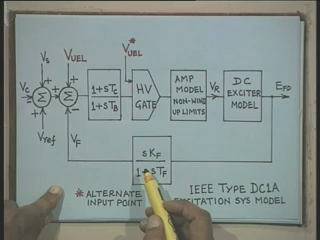 Vs
VUEL
V*UEL
VC
Σ
Σ
Vref
VF
1+sTC
1+sTB
HV
GATE
AMP
MODEL
NON-WIND
UP LIMITS
VR
DC
EXCITER
MODEL
EFD
sKF
1+sTF
* ALTERNATE
INPUT POINT
IEEE TYPE DC1A
EXCITATION SYS MODEL